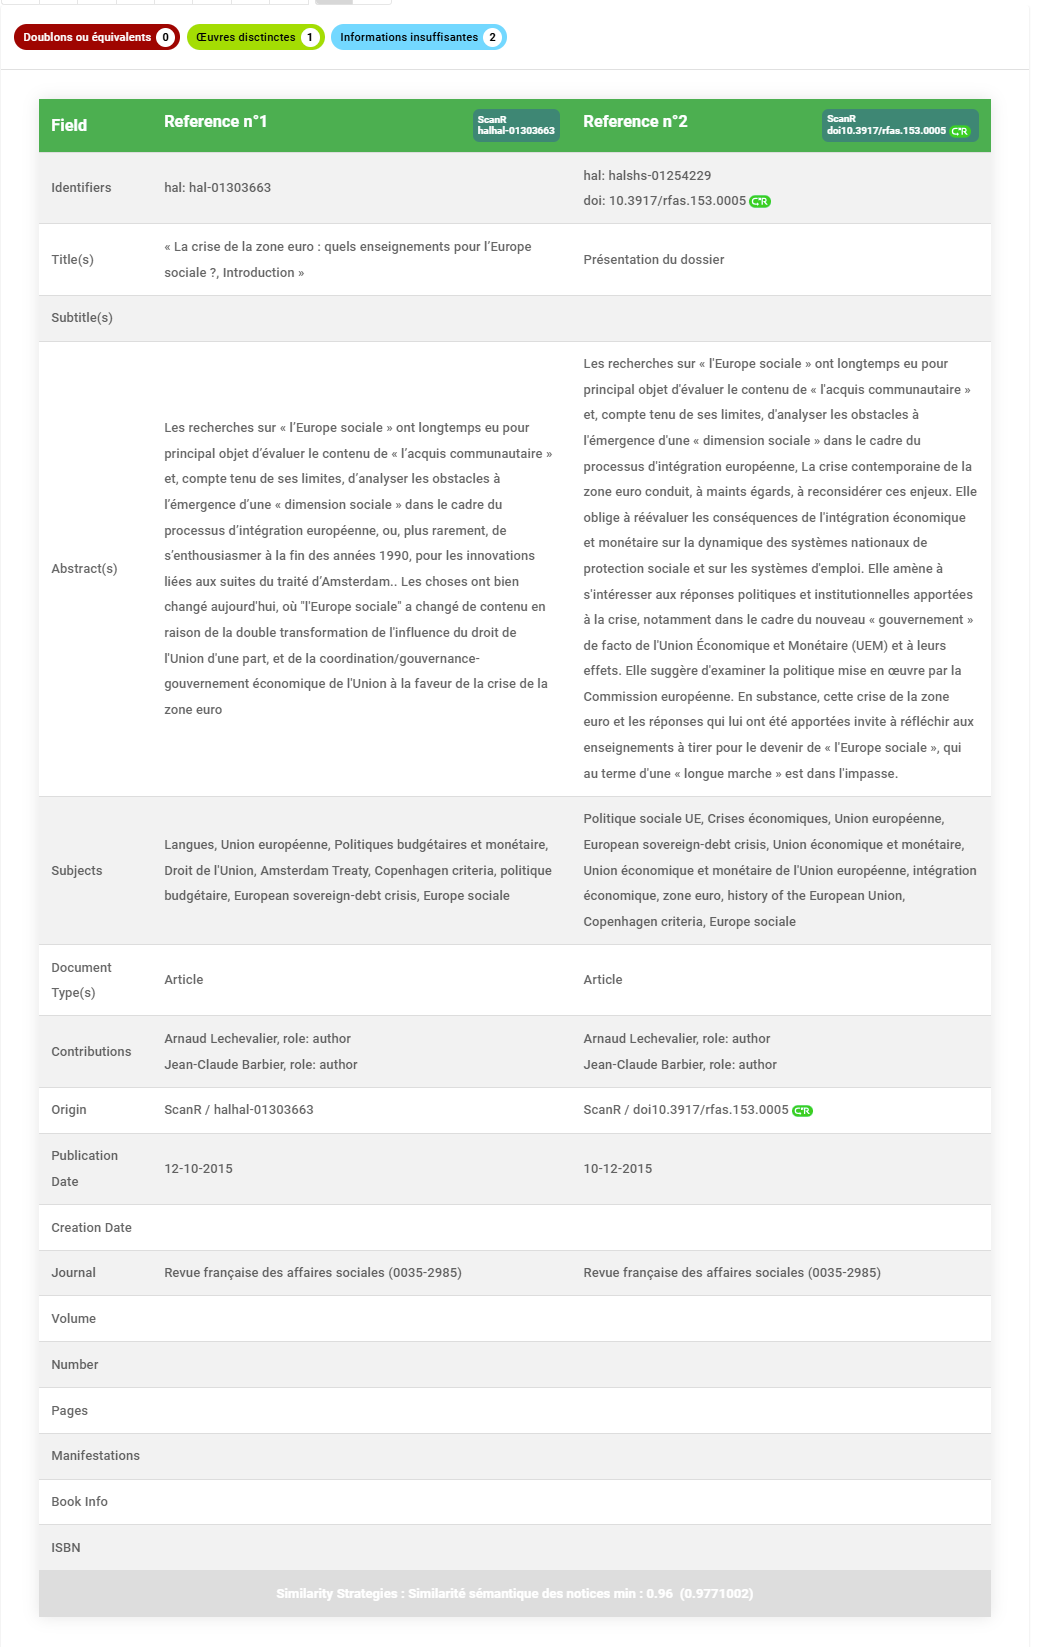 Doublons ou équivalents 0 Œuvres disctinctes 1 Informations insuffisantes 2
Field Reference n°1 ScanR
halhal-01303663 Reference n°2 ScanR
doi10.3917/rfas.153.0005
Identifiers hal: hal-01303663 hal: halshs-01254229
doi: 10.3917/rfas.153.0005
Title(s)
« La crise de la zone euro : quels enseignements pour l’Europe
sociale ?, Introduction »
Présentation du dossier
Subtitle(s)
Abstract(s)
Les recherches sur « l’Europe sociale » ont longtemps eu pour
principal objet d’évaluer le contenu de « l’acquis communautaire »
et, compte tenu de ses limites, d’analyser les obstacles à
l’émergence d’une « dimension sociale » dans le cadre du
processus d’intégration européenne, ou, plus rarement, de
s’enthousiasmer à la fin des années 1990, pour les innovations
liées aux suites du traité d’Amsterdam.. Les choses ont bien
changé aujourd'hui, où "l'Europe sociale" a changé de contenu en
raison de la double transformation de l'influence du droit de
l'Union d'une part, et de la coordination/gouvernance-
gouvernement économique de l'Union à la faveur de la crise de la
zone euro
Les recherches sur « l'Europe sociale » ont longtemps eu pour
principal objet d'évaluer le contenu de « l'acquis communautaire »
et, compte tenu de ses limites, d'analyser les obstacles à
l'émergence d'une « dimension sociale » dans le cadre du
processus d'intégration européenne, La crise contemporaine de la
zone euro conduit, à maints égards, à reconsidérer ces enjeux. Elle
oblige à réévaluer les conséquences de l'intégration économique
et monétaire sur la dynamique des systèmes nationaux de
protection sociale et sur les systèmes d'emploi. Elle amène à
s'intéresser aux réponses politiques et institutionnelles apportées
à la crise, notamment dans le cadre du nouveau « gouvernement »
de facto de l'Union Économique et Monétaire (UEM) et à leurs
effets. Elle suggère d'examiner la politique mise en œuvre par la
Commission européenne. En substance, cette crise de la zone
euro et les réponses qui lui ont été apportées invite à réfléchir aux
enseignements à tirer pour le devenir de « l'Europe sociale », qui
au terme d'une « longue marche » est dans l'impasse.
Subjects
Langues, Union européenne, Politiques budgétaires et monétaire,
Droit de l'Union, Amsterdam Treaty, Copenhagen criteria, politique
budgétaire, European sovereign-debt crisis, Europe sociale
Politique sociale UE, Crises économiques, Union européenne,
European sovereign-debt crisis, Union économique et monétaire,
Union économique et monétaire de l'Union européenne, intégration
économique, zone euro, history of the European Union,
Copenhagen criteria, Europe sociale
Document
Type(s)
Article Article
Contributions
Arnaud Lechevalier, role: author
Jean-Claude Barbier, role: author
Arnaud Lechevalier, role: author
Jean-Claude Barbier, role: author
Origin ScanR / halhal-01303663 ScanR / doi10.3917/rfas.153.0005
Publication
Date
12-10-2015 10-12-2015
Creation Date
Journal Revue française des affaires sociales (0035-2985) Revue française des affaires sociales (0035-2985)
Volume
Number
Pages
Manifestations
Book Info
ISBN
Similarity Strategies : Similarité sémantique des notices min : 0.96 (0.9771002)